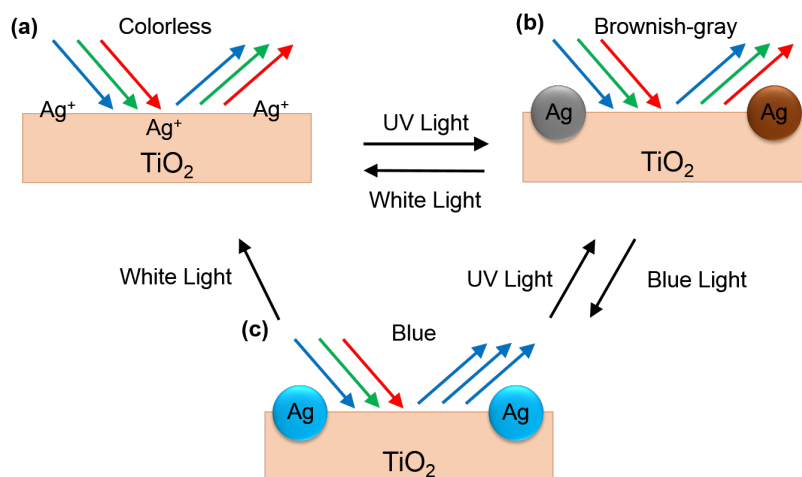 (a)
Colorless
Ag⁺
Ag⁺
Ag⁺
TiO₂
UV Light
White Light
(b)
Brownish-gray
Ag
Ag
TiO₂
White Light
UV Light
Blue Light
(c)
Blue
Ag
Ag
TiO₂